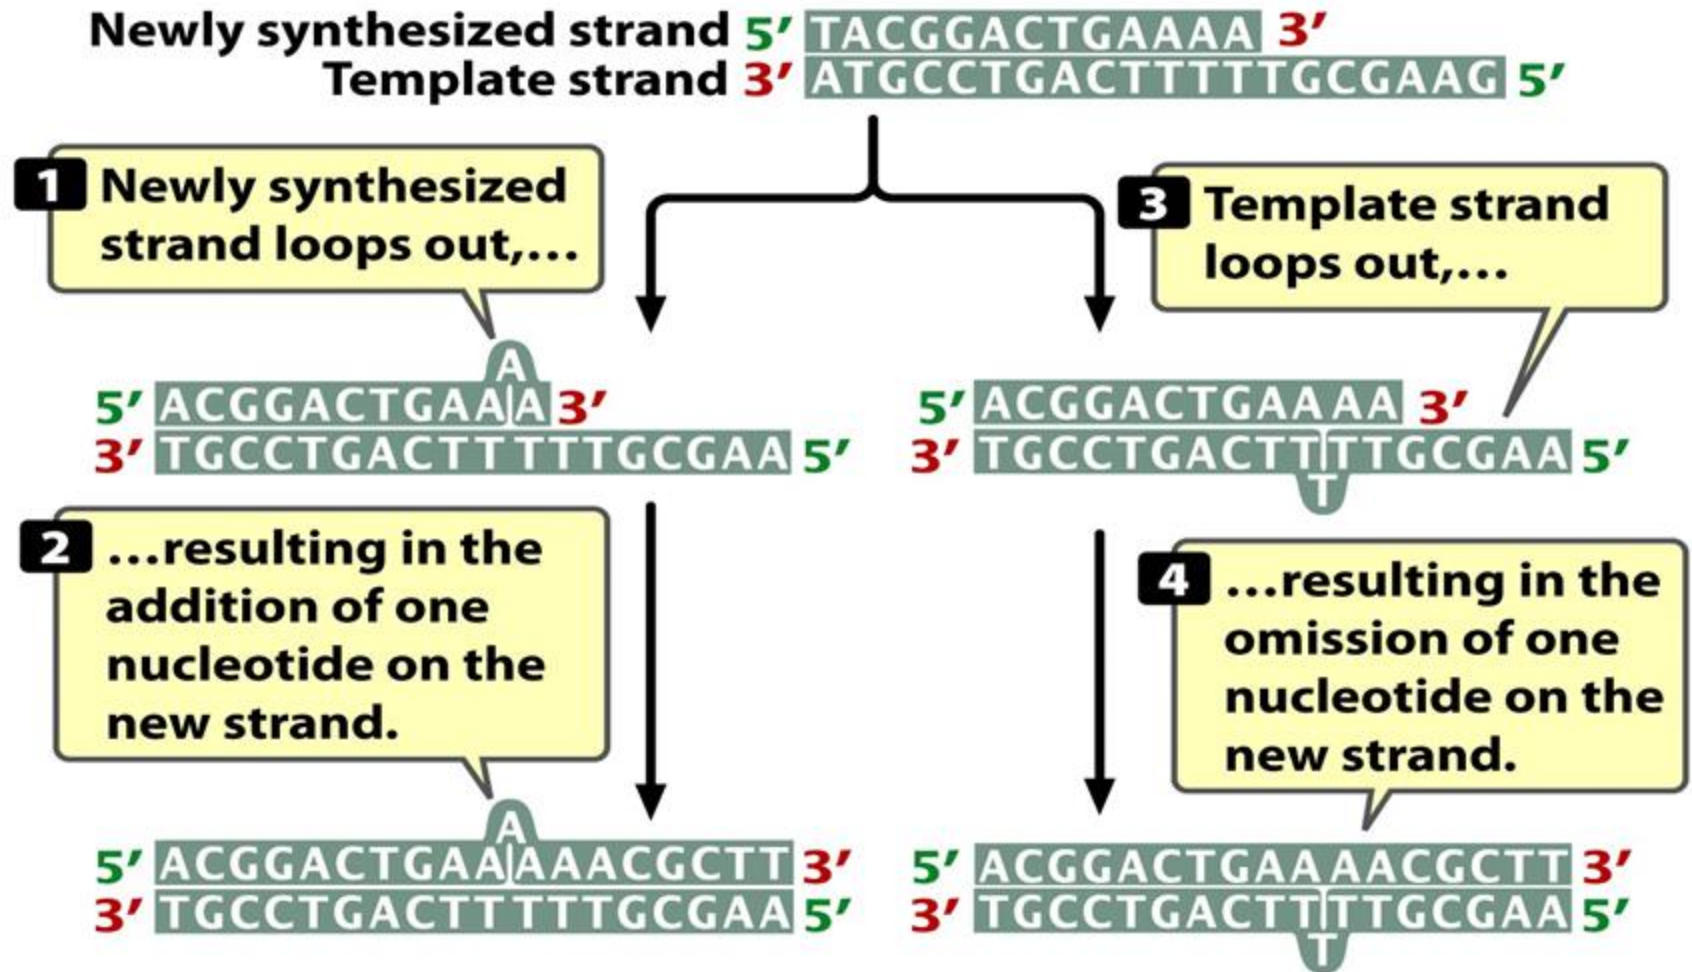 Newly synthesized strand 5′ TACGGACTGAAAA 3′
Template strand 3′ ATGCCTGACTTTTTGCGAAG 5′
1 Newly synthesized
strand loops out,...
3 Template strand
loops out,...
A
5′ ACGGACTGAAA 3′
3′ TGCCTGACTTTTTGCGAA 5′
5′ ACGGACTGAAAA 3′
3′ TGCCTGACTTTTGCGAA 5′
T
2 ...resulting in the
addition of one
nucleotide on the
new strand.
4 ...resulting in the
omission of one
nucleotide on the
new strand.
A
5′ ACGGACTGAAAAACGCTT 3′
3′ TGCCTGACTTTTTGCGAA 5′
5′ ACGGACTGAAAACGCTT 3′
3′ TGCCTGACTTTTGCGAA 5′
T